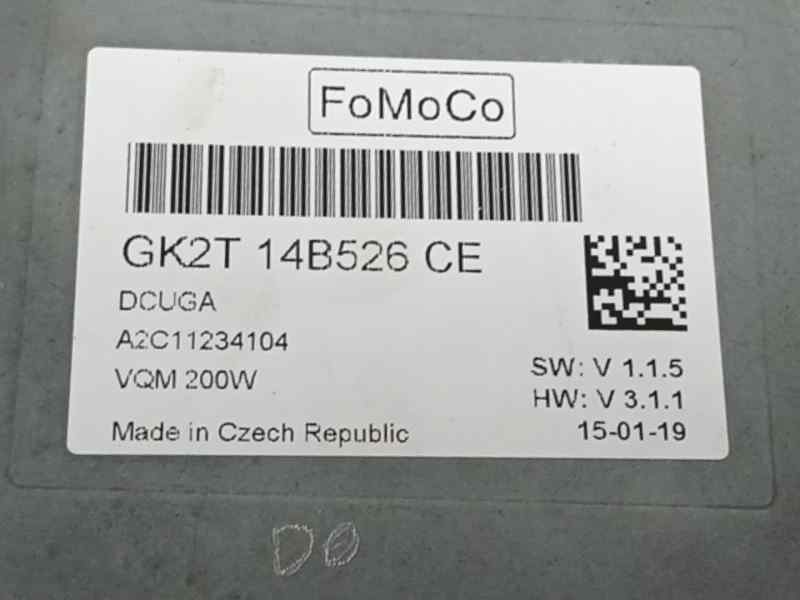 FoMoCo
GK2T 14B526 CE
DCUGA
A2C11234104
VQM 200W
SW: V 1.1.5
HW: V 3.1.1
Made in Czech Republic
15-01-19
DO